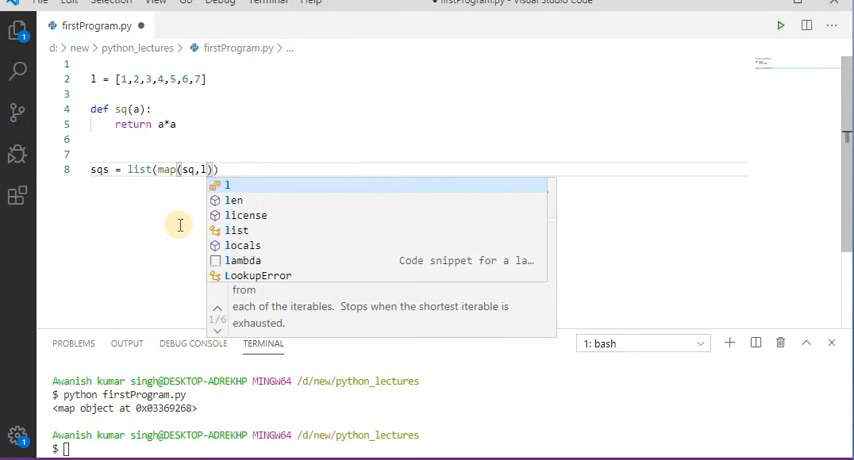 File Edit Selection View Go Debug Terminal Help ● firstProgram.py - Visual Studio Code
firstProgram.py ●
d: > new > python_lectures > firstProgram.py > ...
1
2 l = [1,2,3,4,5,6,7]
3
4 def sq(a):
5 return a*a
6
7
8 sqs = list(map(sq,l))
l
len
license
list
locals
lambda Code snippet for a la…
LookupError
from
each of the iterables. Stops when the shortest iterable is
1/6
exhausted.
PROBLEMS OUTPUT DEBUG CONSOLE TERMINAL 1: bash
Awanish kumar singh@DESKTOP-ADREKHP MINGW64 /d/new/python_lectures
$ python firstProgram.py
<map object at 0x03369268>
Awanish kumar singh@DESKTOP-ADREKHP MINGW64 /d/new/python_lectures
$
1
1